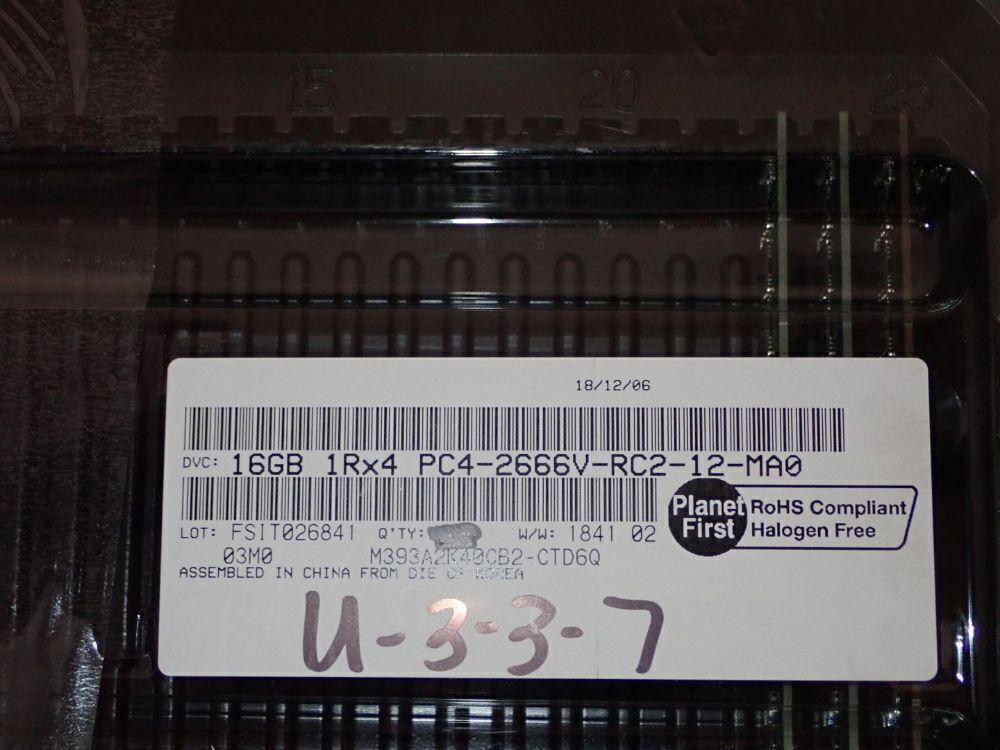 15 20 25
18/12/06
DVC: 16GB 1Rx4 PC4-2666V-RC2-12-MA0
Planet First
RoHS Compliant
Halogen Free
LOT: FSIT026841 Q'TY: W/W: 1841 02
03M0 M393A2K40CB2-CTD6Q
ASSEMBLED IN CHINA FROM DIE OF KOREA
U-3-3-7